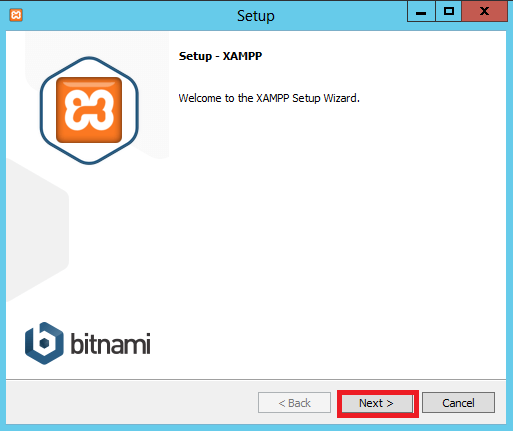 Setup
Setup - XAMPP
Welcome to the XAMPP Setup Wizard.
bitnami
< Back
Next >
Cancel